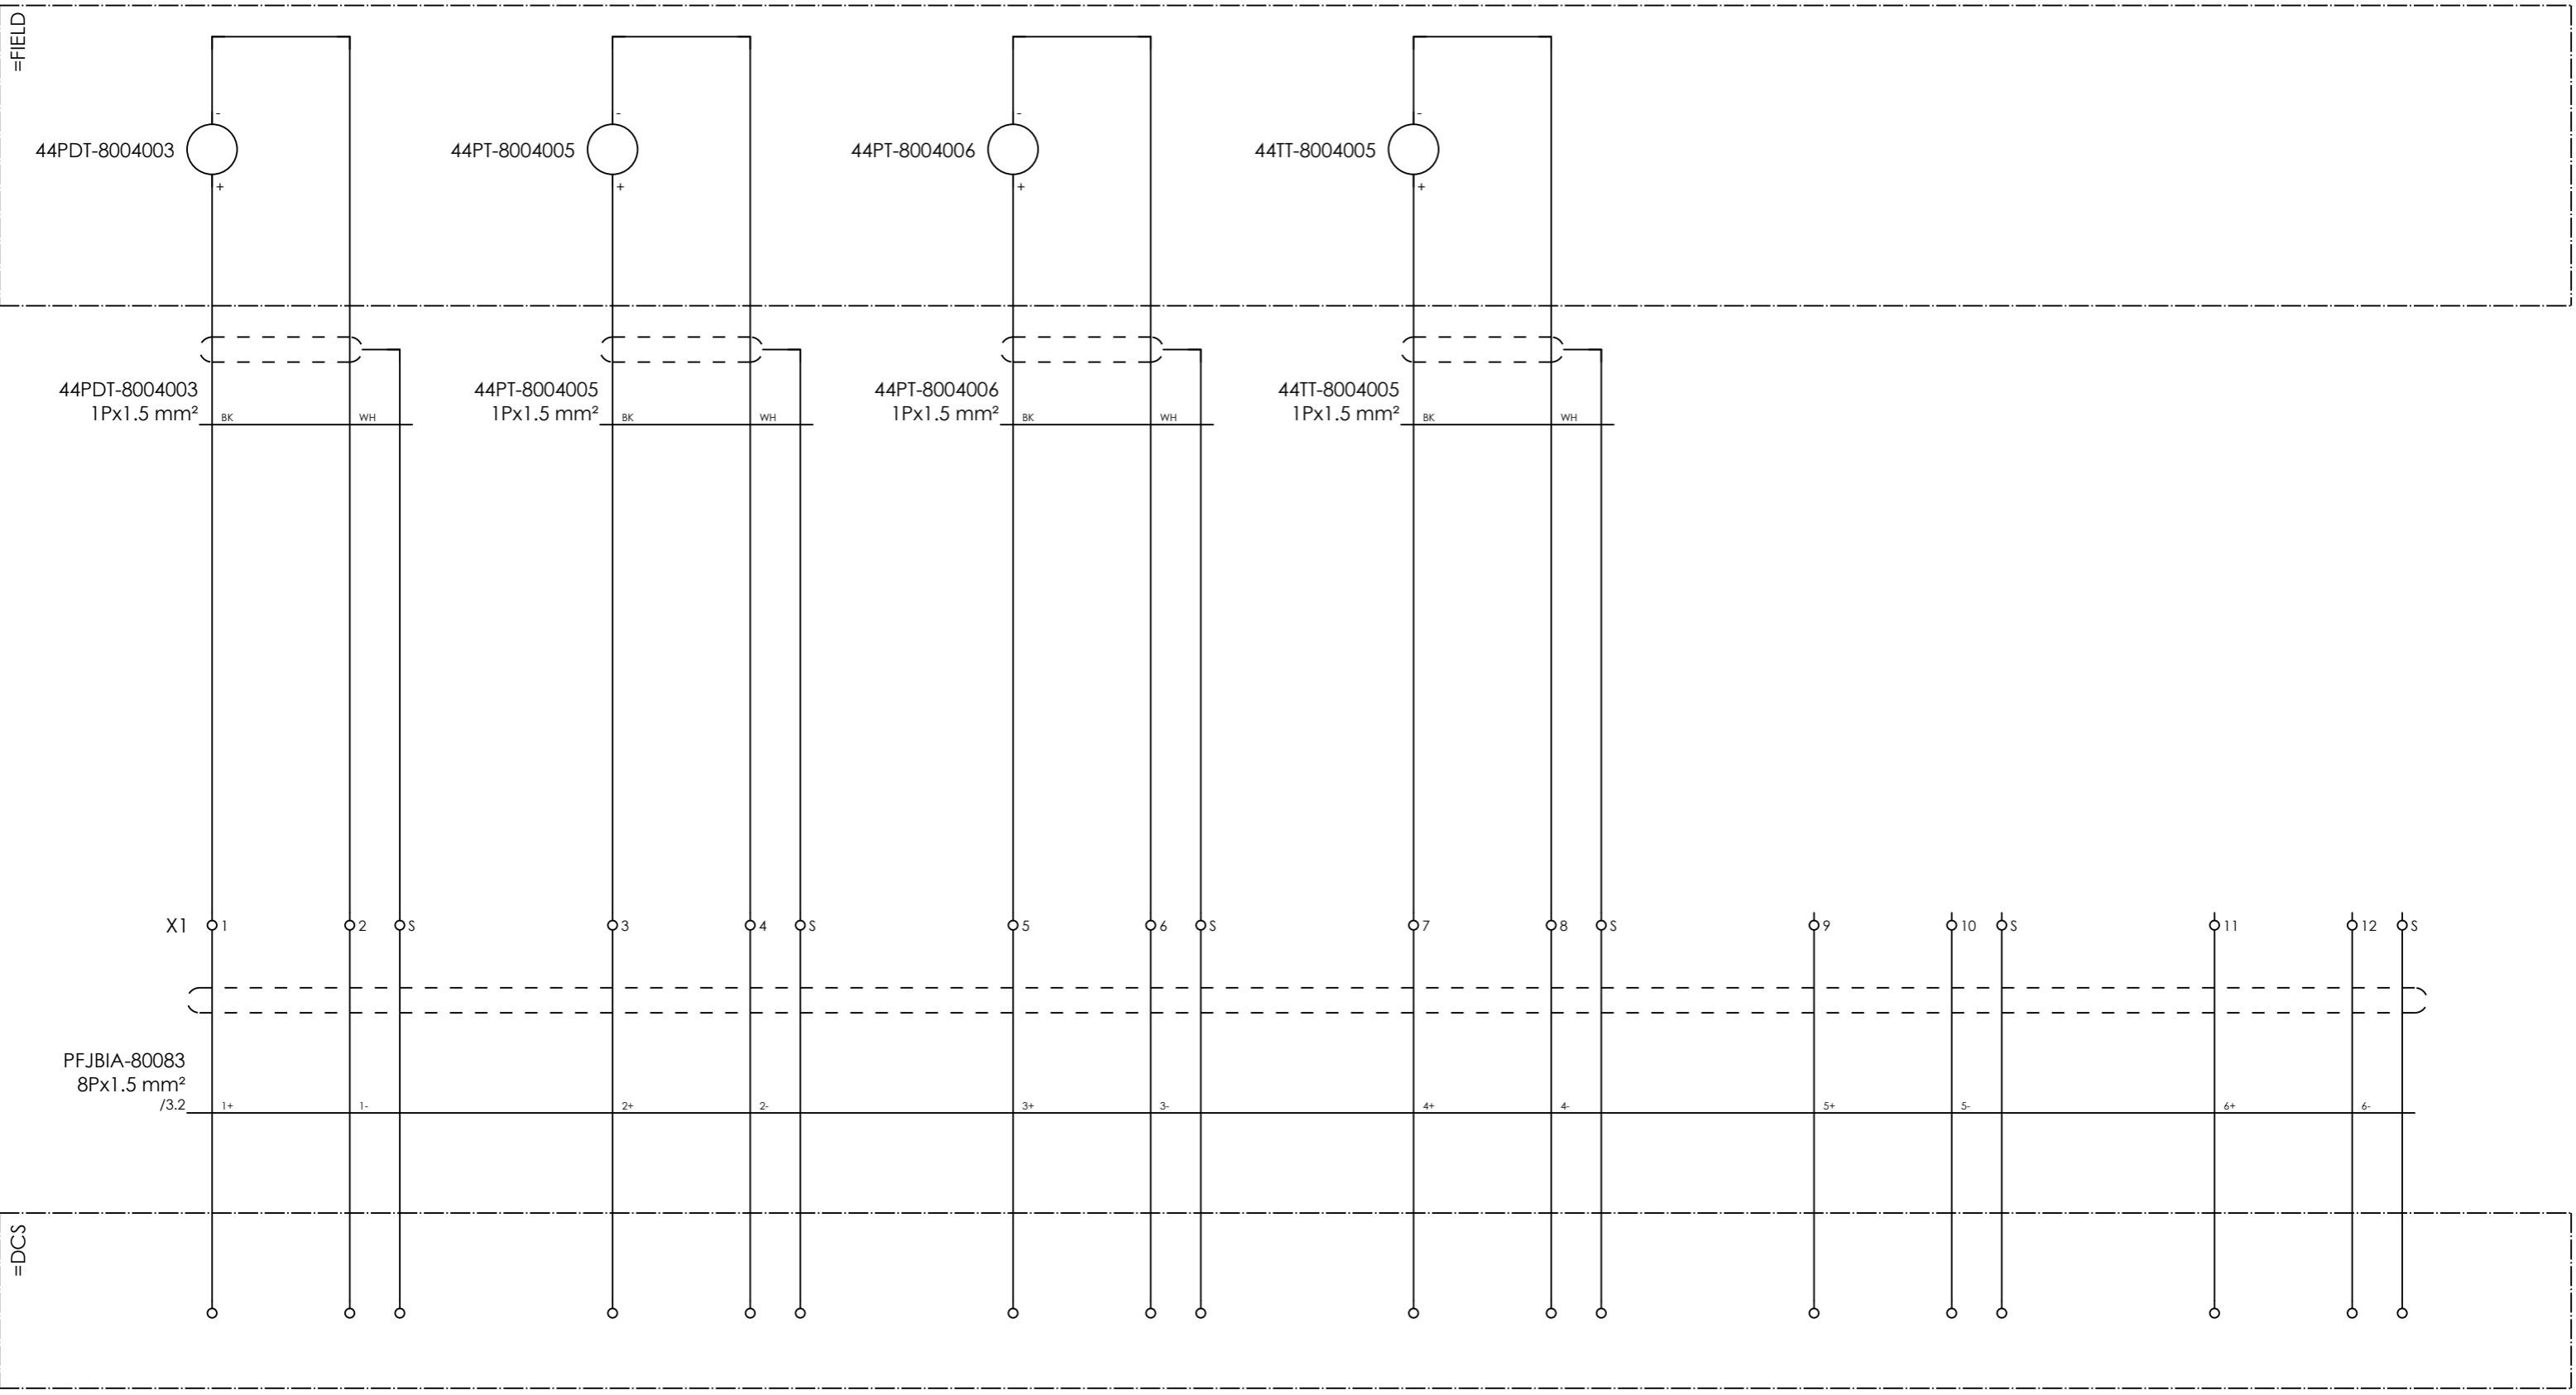 =FIELD
- - - -
44PDT-8004003 44PT-8004005 44PT-8004006 44TT-8004005
+ + + +
44PDT-8004003 44PT-8004005 44PT-8004006 44TT-8004005
1Px1.5 mm² BK WH 1Px1.5 mm² BK WH 1Px1.5 mm² BK WH 1Px1.5 mm² BK WH
X1 1 2 S 3 4 S 5 6 S 7 8 S 9 10 S 11 12 S
PFJBIA-80083
8Px1.5 mm²
/3.2 1+ 1- 2+ 2- 3+ 3- 4+ 4- 5+ 5- 6+ 6-
=DCS